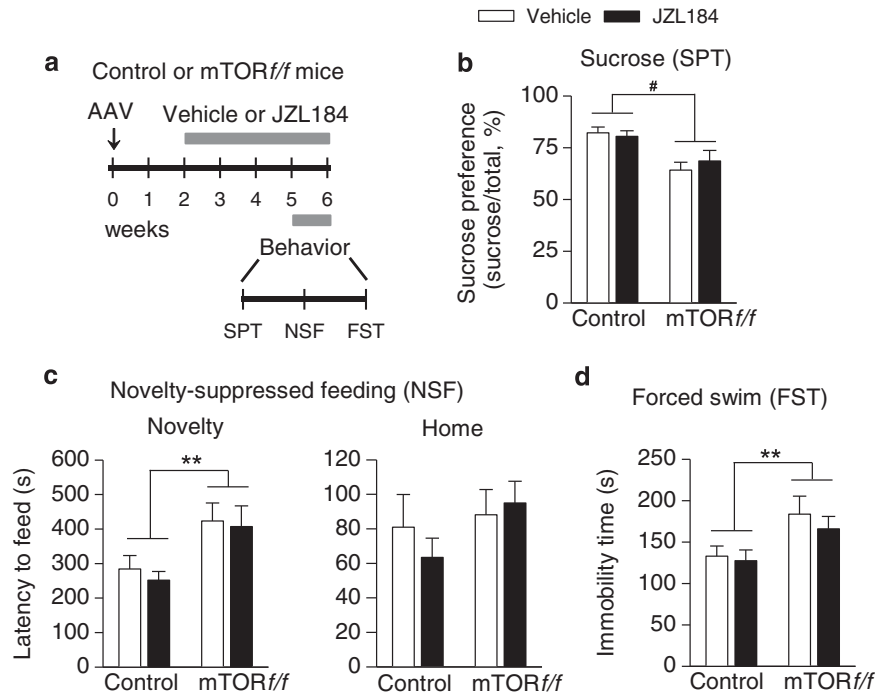 Vehicle JZL184
a
Control or mTORf/f mice
AAV
Vehicle or JZL184
0 1 2 3 4 5 6
weeks
Behavior
SPT NSF FST
b
Sucrose (SPT)
#
Sucrose preference
(sucrose/total, %)
100
75
50
25
0
Control mTORf/f
c
Novelty-suppressed feeding (NSF)
Novelty
**
Latency to feed (s)
600
500
400
300
200
100
0
Control mTORf/f
Home
120
100
80
60
40
20
0
Control mTORf/f
d
Forced swim (FST)
**
Immobility time (s)
250
200
150
100
50
0
Control mTORf/f